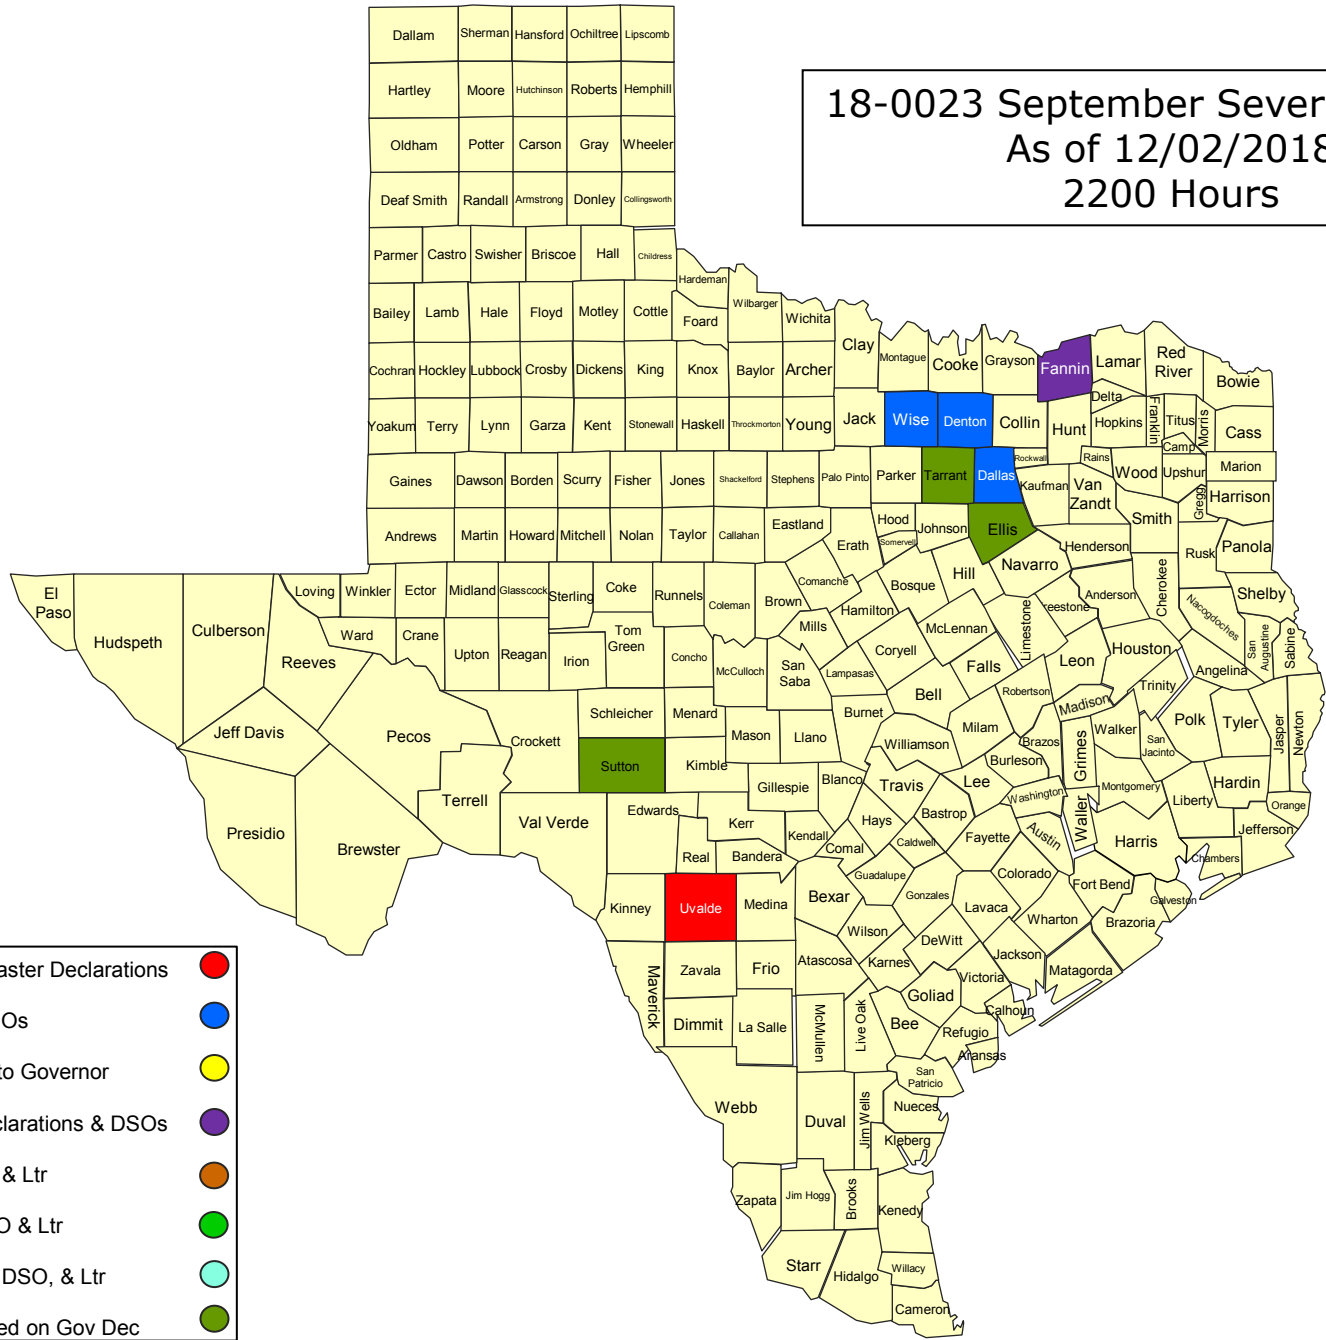 Dallam Sherman Hansford Ochiltree Lipscomb
Hartley Moore Hutchinson Roberts Hemphill
18-0023 September Sever
As of 12/02/2018
2200 Hours
Oldham Potter Carson Gray Wheeler
Deaf Smith Randall Armstrong Donley Collingsworth
Parmer Castro Swisher Briscoe Hall Childress
Hardeman
Bailey Lamb Hale Floyd Motley Cottle Foard Wilbarger Wichita
Clay Montague Cooke Grayson Fannin Lamar Red River Bowie
Cochran Hockley Lubbock Crosby Dickens King Knox Baylor Archer
Delta
Yoakum Terry Lynn Garza Kent Stonewall Haskell Throckmorton Young Jack Wise Denton Collin Hunt Hopkins Franklin Titus Morris Cass
Camp
Gaines Dawson Borden Scurry Fisher Jones Shackelford Stephens Palo Pinto Parker Tarrant Dallas Rockwall Kaufman Rains Van Zandt Wood Upshur Marion
Gregg Harrison
Andrews Martin Howard Mitchell Nolan Taylor Callahan Eastland Erath Hood Somervell Johnson Ellis Henderson Smith Rusk Panola
El Paso Hudspeth Culberson Loving Winkler Ector Midland Glasscock Sterling Coke Runnels Coleman Brown Comanche Hamilton Bosque Hill Navarro Anderson Cherokee Shelby
Reeves Ward Crane Upton Reagan Irion Tom Green Concho McCulloch San Saba Mills Lampasas Coryell McLennan Limestone reestone Nacogdoches San Augustine Sabine
Falls Leon Houston Angelina
Jeff Davis Pecos Crockett Schleicher Menard Mason Llano Burnet Bell Milam Robertson Madison Trinity Walker San Jacinto Polk Tyler Jasper Newton
Sutton Kimble Gillespie Blanco Williamson Travis Lee Burleson Brazos Grimes Washington Montgomery Liberty Hardin Orange
Presidio Brewster Terrell Val Verde Edwards Real Kerr Bandera Kendall Comal Hays Caldwell Bastrop Fayette Austin Waller Harris Chambers Jefferson
Kinney Uvalde Medina Bexar Guadalupe Gonzales Lavaca Colorado Wharton Fort Bend Brazoria Galveston
Maverick Zavala Frio Atascosa Wilson Karnes DeWitt Jackson Matagorda
Dimmit La Salle McMullen Live Oak Bee Goliad Victoria Calhoun Refugio Aransas
Webb Duval Jim Wells San Patricio Nueces Kleberg
Zapata Jim Hogg Brooks Kenedy
Starr Hidalgo Willacy Cameron
aster Declarations
Os
to Governor
clarations & DSOs
& Ltr
O & Ltr
DSO, & Ltr
ed on Gov Dec